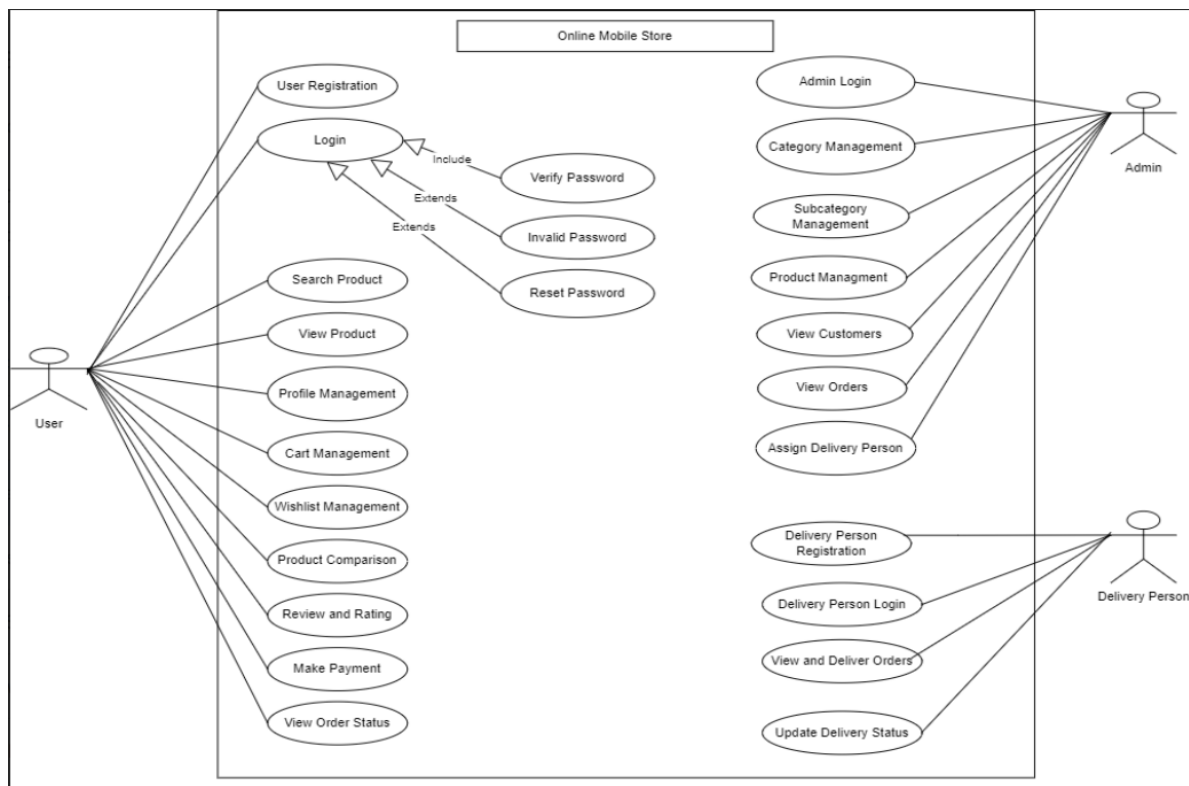 Online Mobile Store
User Registration
Login
Include
Verify Password
Extends
Invalid Password
Extends
Reset Password
Search Product
View Product
Profile Management
Cart Management
Wishlist Management
Product Comparison
Review and Rating
Make Payment
View Order Status
User
Admin Login
Category Management
Subcategory
Management
Product Managment
View Customers
View Orders
Assign Delivery Person
Admin
Delivery Person
Registration
Delivery Person Login
View and Deliver Orders
Update Delivery Status
Delivery Person